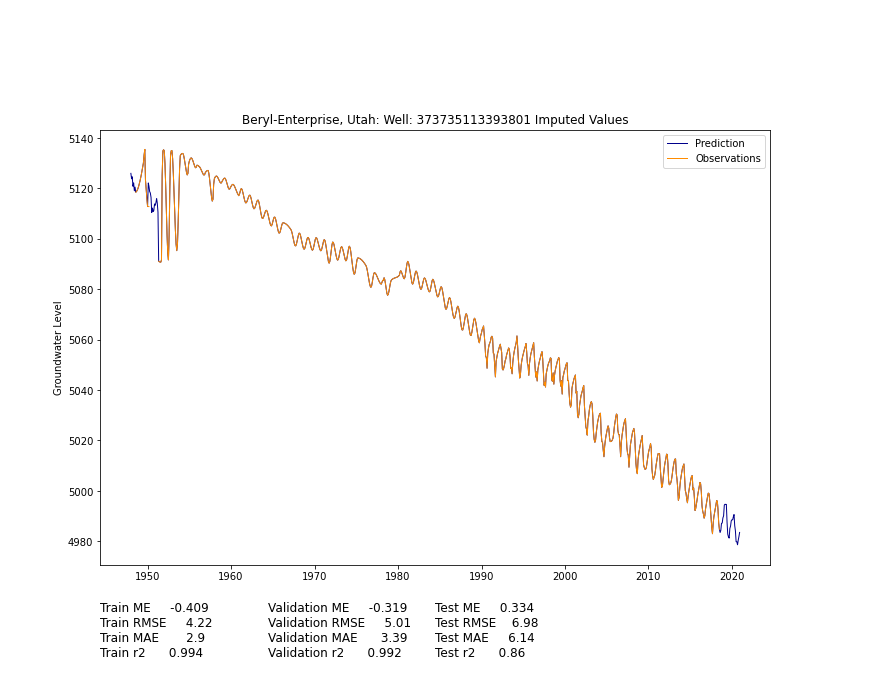 Beryl-Enterprise, Utah: Well: 373735113393801 Imputed Values
Prediction
Observations
Groundwater Level
5140
5120
5100
5080
5060
5040
5020
5000
4980
1950 1960 1970 1980 1990 2000 2010 2020
Train ME -0.409 Validation ME -0.319 Test ME 0.334
Train RMSE 4.22 Validation RMSE 5.01 Test RMSE 6.98
Train MAE 2.9 Validation MAE 3.39 Test MAE 6.14
Train r2 0.994 Validation r2 0.992 Test r2 0.86